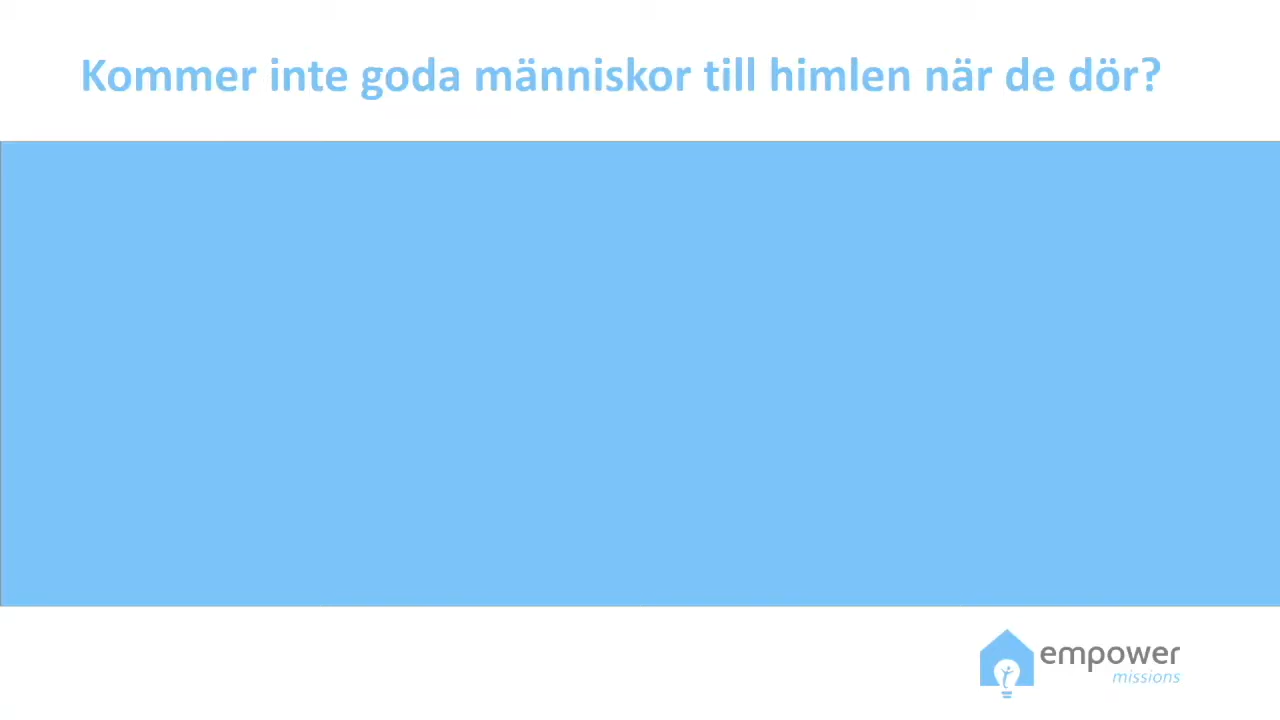 Kommer inte goda människor till himlen när de dör?
empower
missions